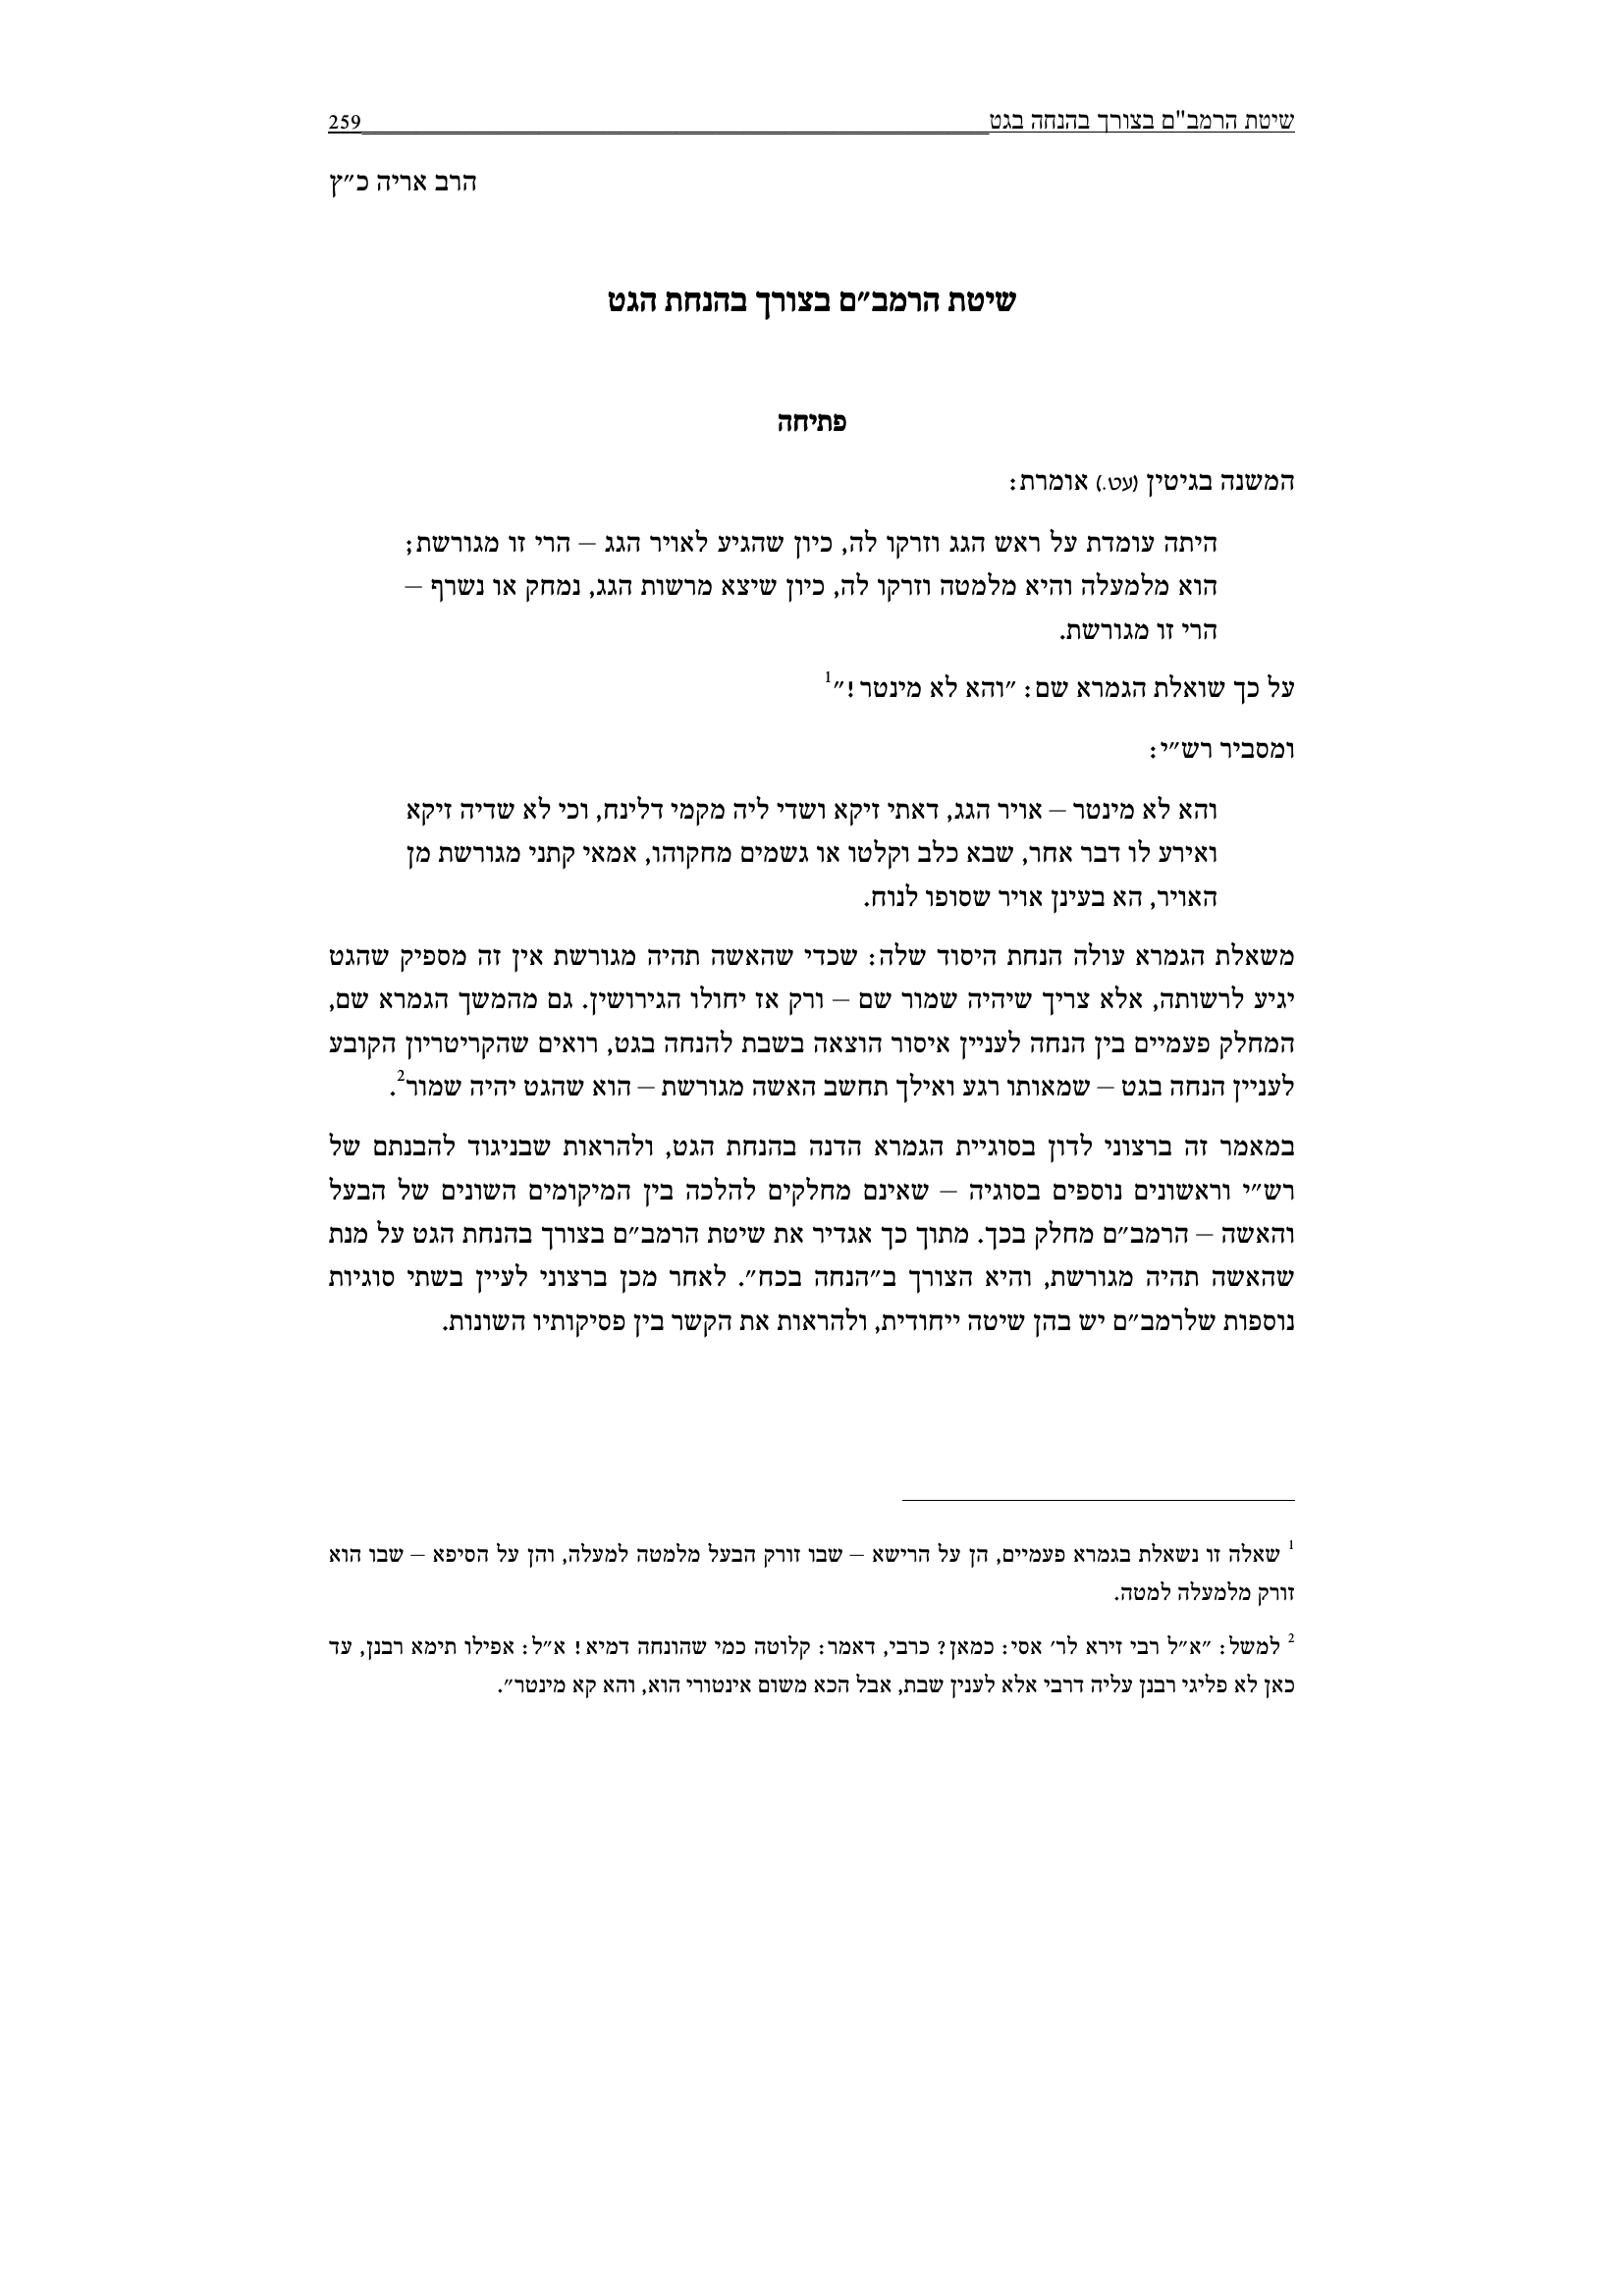 שיטת הרמב"ם בצורך בהנחה בגט 259
הרב אריה כ״ץ
שיטת הרמב״ם בצורך בהנחת הגט
פתיחה
המשנה בגיטין (עט.) אומרת:
היתה עומדת על ראש הגג וזרקו לה, כיון שהגיע לאויר הגג – הרי זו מגורשת;
הוא מלמעלה והיא מלמטה וזרקו לה, כיון שיצא מרשות הגג, נמחק או נשרף –
הרי זו מגורשת.
על כך שואלת הגמרא שם: ״והא לא מינטר!״1
ומסביר רש״י:
והא לא מינטר – אויר הגג, דאתי זיקא ושדי ליה מקמי דלינח, וכי לא שדיה זיקא
ואירע לו דבר אחר, שבא כלב וקלטו או גשמים מחקוהו, אמאי קתני מגורשת מן
האויר, הא בעינן אויר שסופו לנוח.
משאלת הגמרא עולה הנחת היסוד שלה: שכדי שהאשה תהיה מגורשת אין זה מספיק שהגט
יגיע לרשותה, אלא צריך שיהיה שמור שם – ורק אז יחולו הגירושין. גם מהמשך הגמרא שם,
המחלק פעמיים בין הנחה לעניין איסור הוצאה בשבת להנחה בגט, רואים שהקריטריון הקובע
לעניין הנחה בגט – שמאותו רגע ואילך תחשב האשה מגורשת – הוא שהגט יהיה שמור2.
במאמר זה ברצוני לדון בסוגיית הגמרא הדנה בהנחת הגט, ולהראות שבניגוד להבנתם של
רש״י וראשונים נוספים בסוגיה – שאינם מחלקים להלכה בין המיקומים השונים של הבעל
והאשה – הרמב״ם מחלק בכך. מתוך כך אגדיר את שיטת הרמב״ם בצורך בהנחת הגט על מנת
שהאשה תהיה מגורשת, והיא הצורך ב״הנחה בכח״. לאחר מכן ברצוני לעיין בשתי סוגיות
נוספות שלרמב״ם יש בהן שיטה ייחודית, ולהראות את הקשר בין פסיקותיו השונות.
1 שאלה זו נשאלת בגמרא פעמיים, הן על הרישא – שבו זורק הבעל מלמטה למעלה, והן על הסיפא – שבו הוא
זורק מלמעלה למטה.
2 למשל: ״א״ל רבי זירא לר׳ אסי: כמאן? כרבי, דאמר: קלוטה כמי שהונחה דמיא! א״ל: אפילו תימא רבנן, עד
כאן לא פליגי רבנן עליה דרבי אלא לענין שבת, אבל הכא משום אינטורי הוא, והא קא מינטר״.